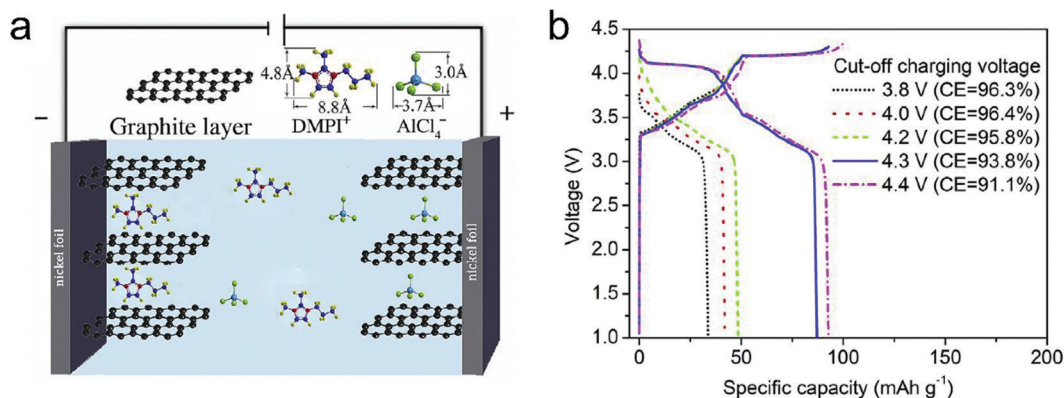 a
4.8Å
8.8Å
3.0Å
3.7Å
Graphite layer
DMPI⁺
AlCl₄⁻
−
+
nickel foil
nickel foil
b
Voltage (V)
4.5
4.0
3.5
3.0
2.5
2.0
1.5
1.0
Cut-off charging voltage
3.8 V (CE=96.3%)
4.0 V (CE=96.4%)
4.2 V (CE=95.8%)
4.3 V (CE=93.8%)
4.4 V (CE=91.1%)
0
50
100
150
200
Specific capacity (mAh g⁻¹)